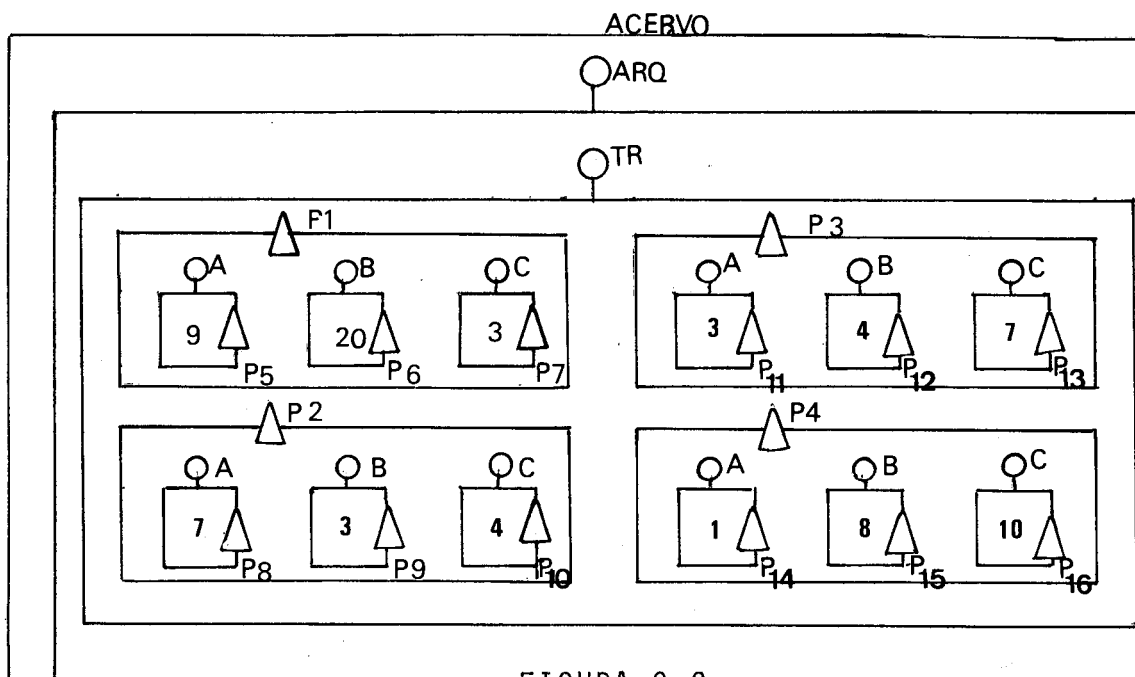 ACERVO
ARQ
TR
P1
A B C
9 20 3
P5 P6 P7
P3
A B C
3 4 7
P11 P12 P13
P2
A B C
7 3 4
P8 P9 P10
P4
A B C
1 8 10
P14 P15 P16